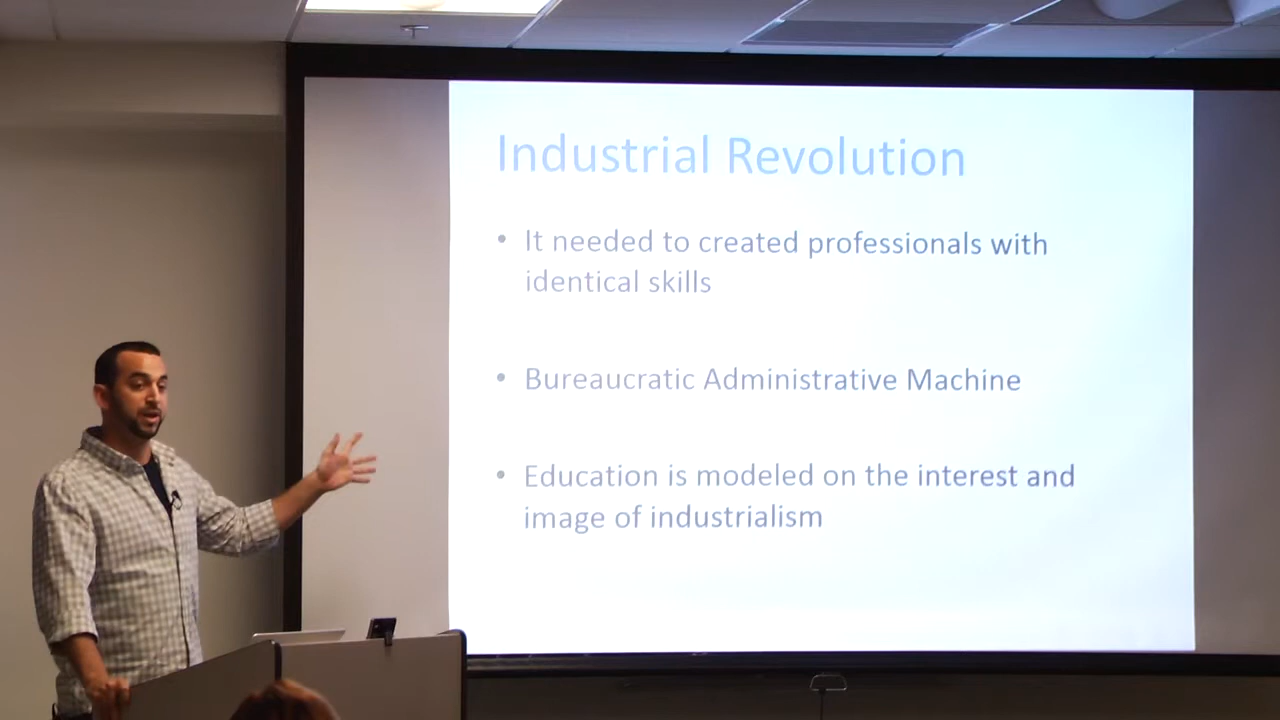 Industrial Revolution
• It needed to created professionals with
identical skills
• Bureaucratic Administrative Machine
• Education is modeled on the interest and
image of industrialism